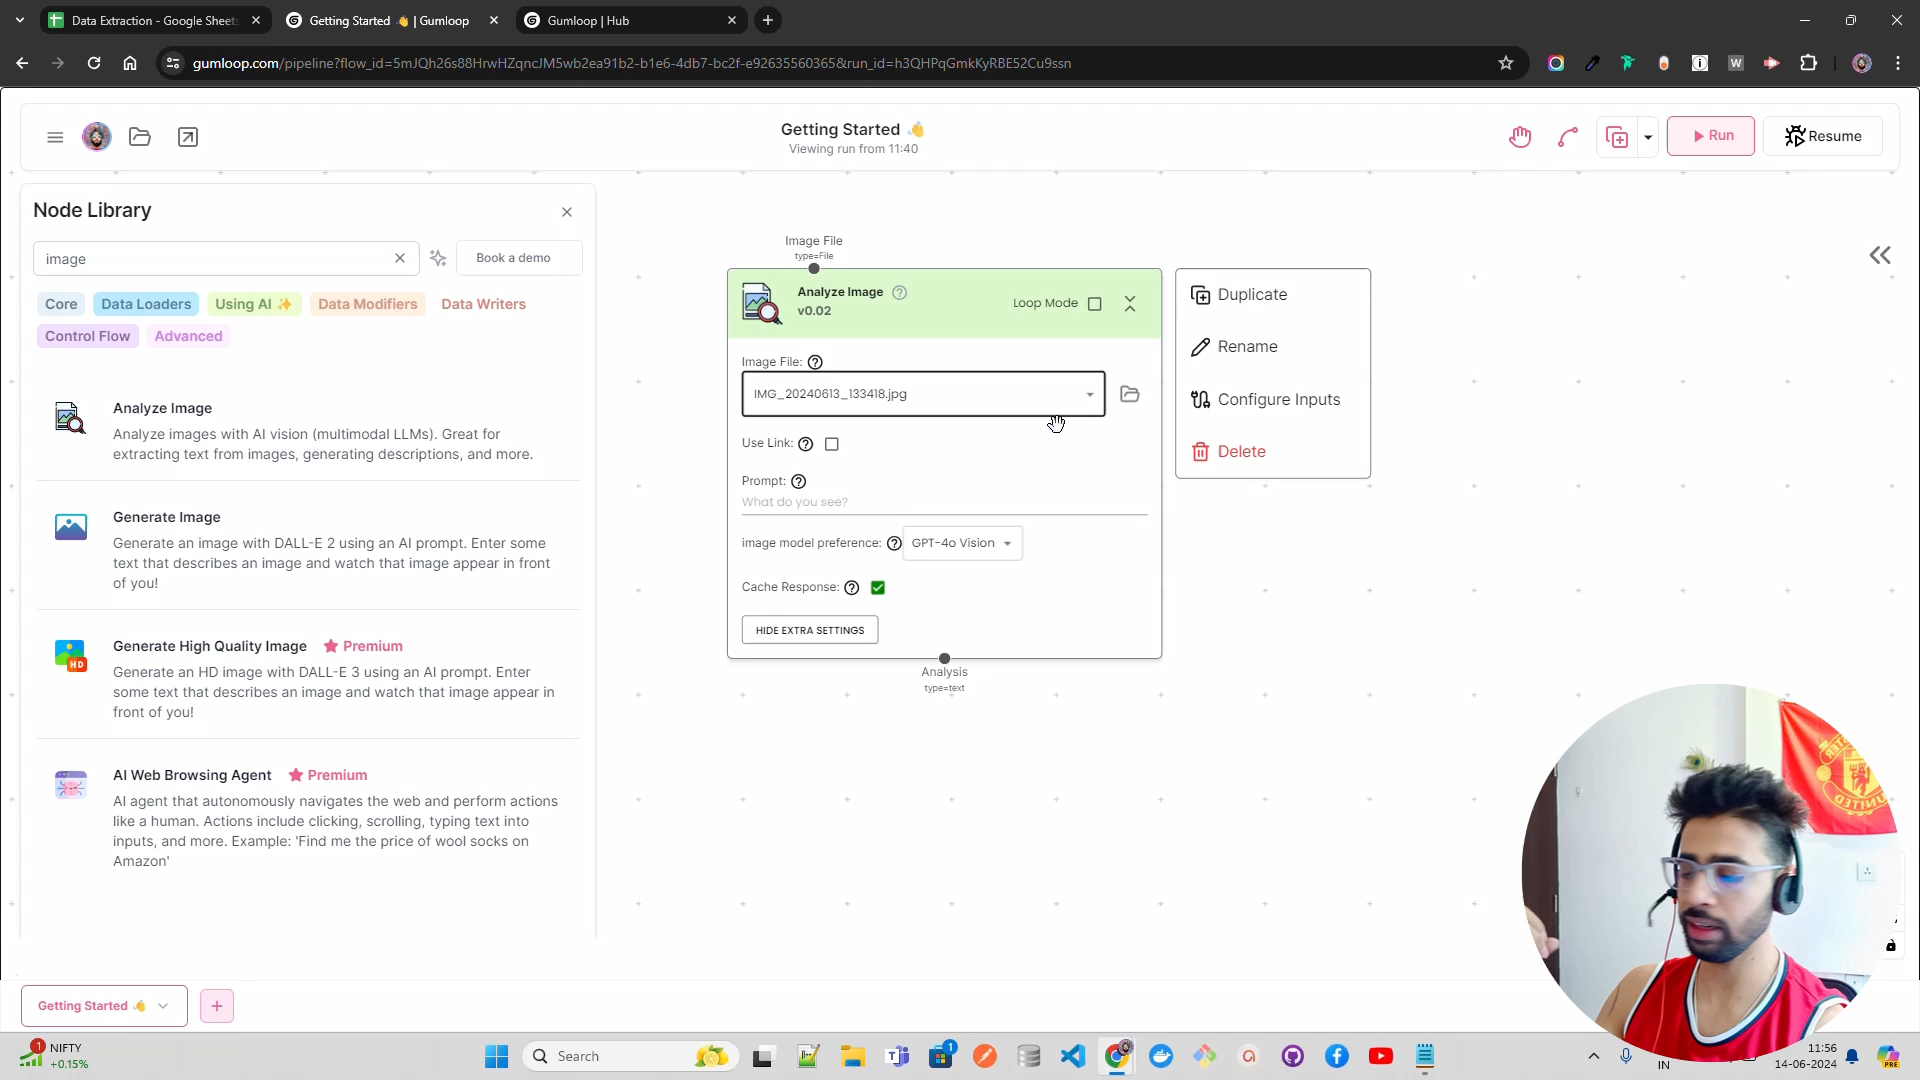 Data Extraction - Google Sheets
Getting Started 👋 | Gumloop
Gumloop | Hub
gumloop.com/pipeline?flow_id=5mJQh26s88HrwHZqncJM5wb2ea91b2-b1e6-4db7-bc2f-e92635560365&run_id=h3QHPqGmkKyRBE52Cu9ssn
Getting Started 👋
Viewing run from 11:40
Run
Resume
Node Library
image
Book a demo
Core
Data Loaders
Using AI ✨
Data Modifiers
Data Writers
Control Flow
Advanced
Analyze Image
Analyze images with AI vision (multimodal LLMs). Great for
extracting text from images, generating descriptions, and more.
Generate Image
Generate an image with DALL-E 2 using an AI prompt. Enter some
text that describes an image and watch that image appear in front
of you!
HD
Generate High Quality Image
Premium
Generate an HD image with DALL-E 3 using an AI prompt. Enter
some text that describes an image and watch that image appear in
front of you!
AI Web Browsing Agent
Premium
AI agent that autonomously navigates the web and perform actions
like a human. Actions include clicking, scrolling, typing text into
inputs, and more. Example: 'Find me the price of wool socks on
Amazon'
Image File
type=File
Analyze Image
v0.02
Loop Mode
Image File:
IMG_20240613_133418.jpg
Use Link:
Prompt:
What do you see?
image model preference:
GPT-4o Vision
Cache Response:
HIDE EXTRA SETTINGS
Analysis
type=text
Duplicate
Rename
Configure Inputs
Delete
UNITED
Getting Started 👋
1
NIFTY
+0.15%
Search
1
IN
11:56
14-06-2024
PRE